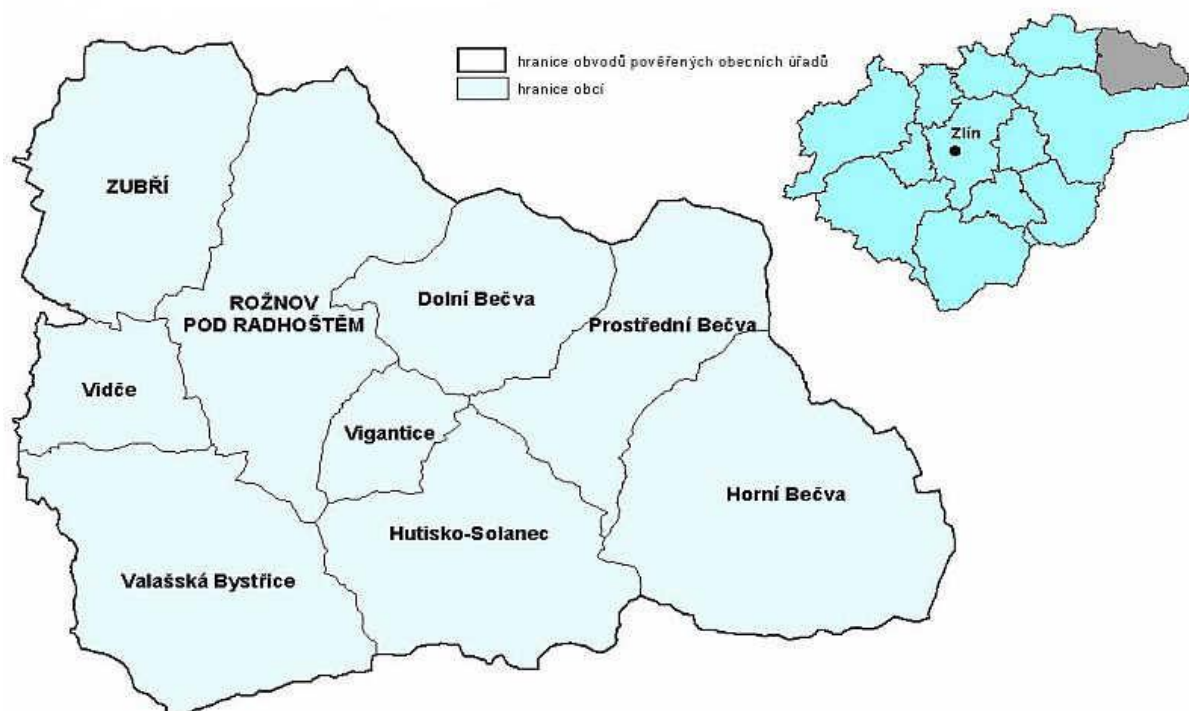 hranice obvodů pověřených obecních úřadů
hranice obcí
Zlín
ZUBŘÍ
ROŽNOV
POD RADHOŠTĚM
Dolní Bečva
Prostřední Bečva
Vidče
Vigantice
Horní Bečva
Hutisko-Solanec
Valašská Bystřice